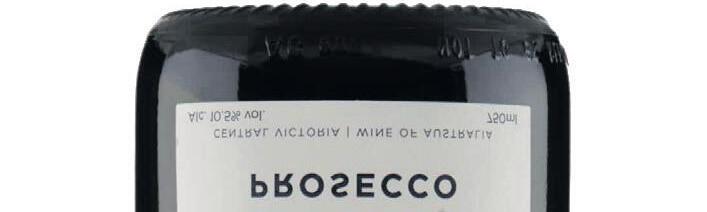 PROSECCO
CENTRAL VICTORIA | WINE OF AUSTRALIA
Alc. 10.5% vol. 750ml